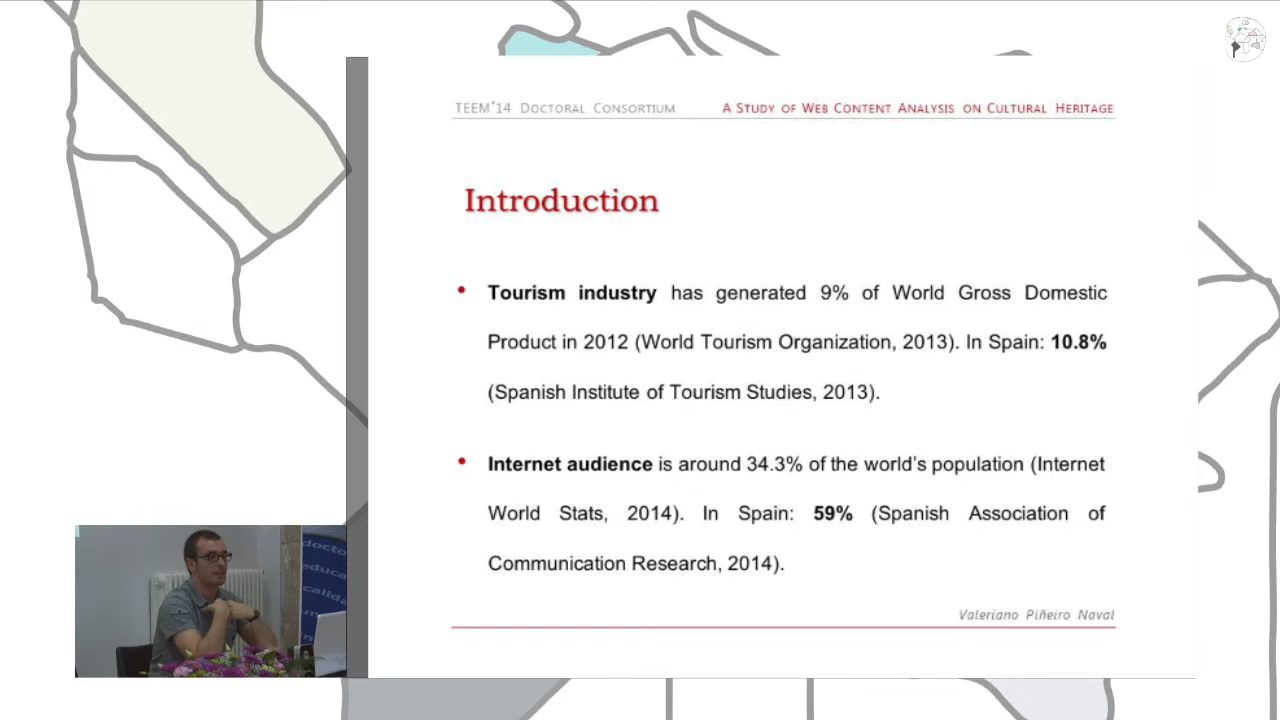 TEEM´14 DOCTORAL CONSORTIUM
A STUDY OF WEB CONTENT ANALYSIS ON CULTURAL HERITAGE
Introduction
• Tourism industry has generated 9% of World Gross Domestic
Product in 2012 (World Tourism Organization, 2013). In Spain: 10.8%
(Spanish Institute of Tourism Studies, 2013).
• Internet audience is around 34.3% of the world's population (Internet
World Stats, 2014). In Spain: 59% (Spanish Association of
Communication Research, 2014).
Valeriano Piñeiro Naval
docto
educa
calida